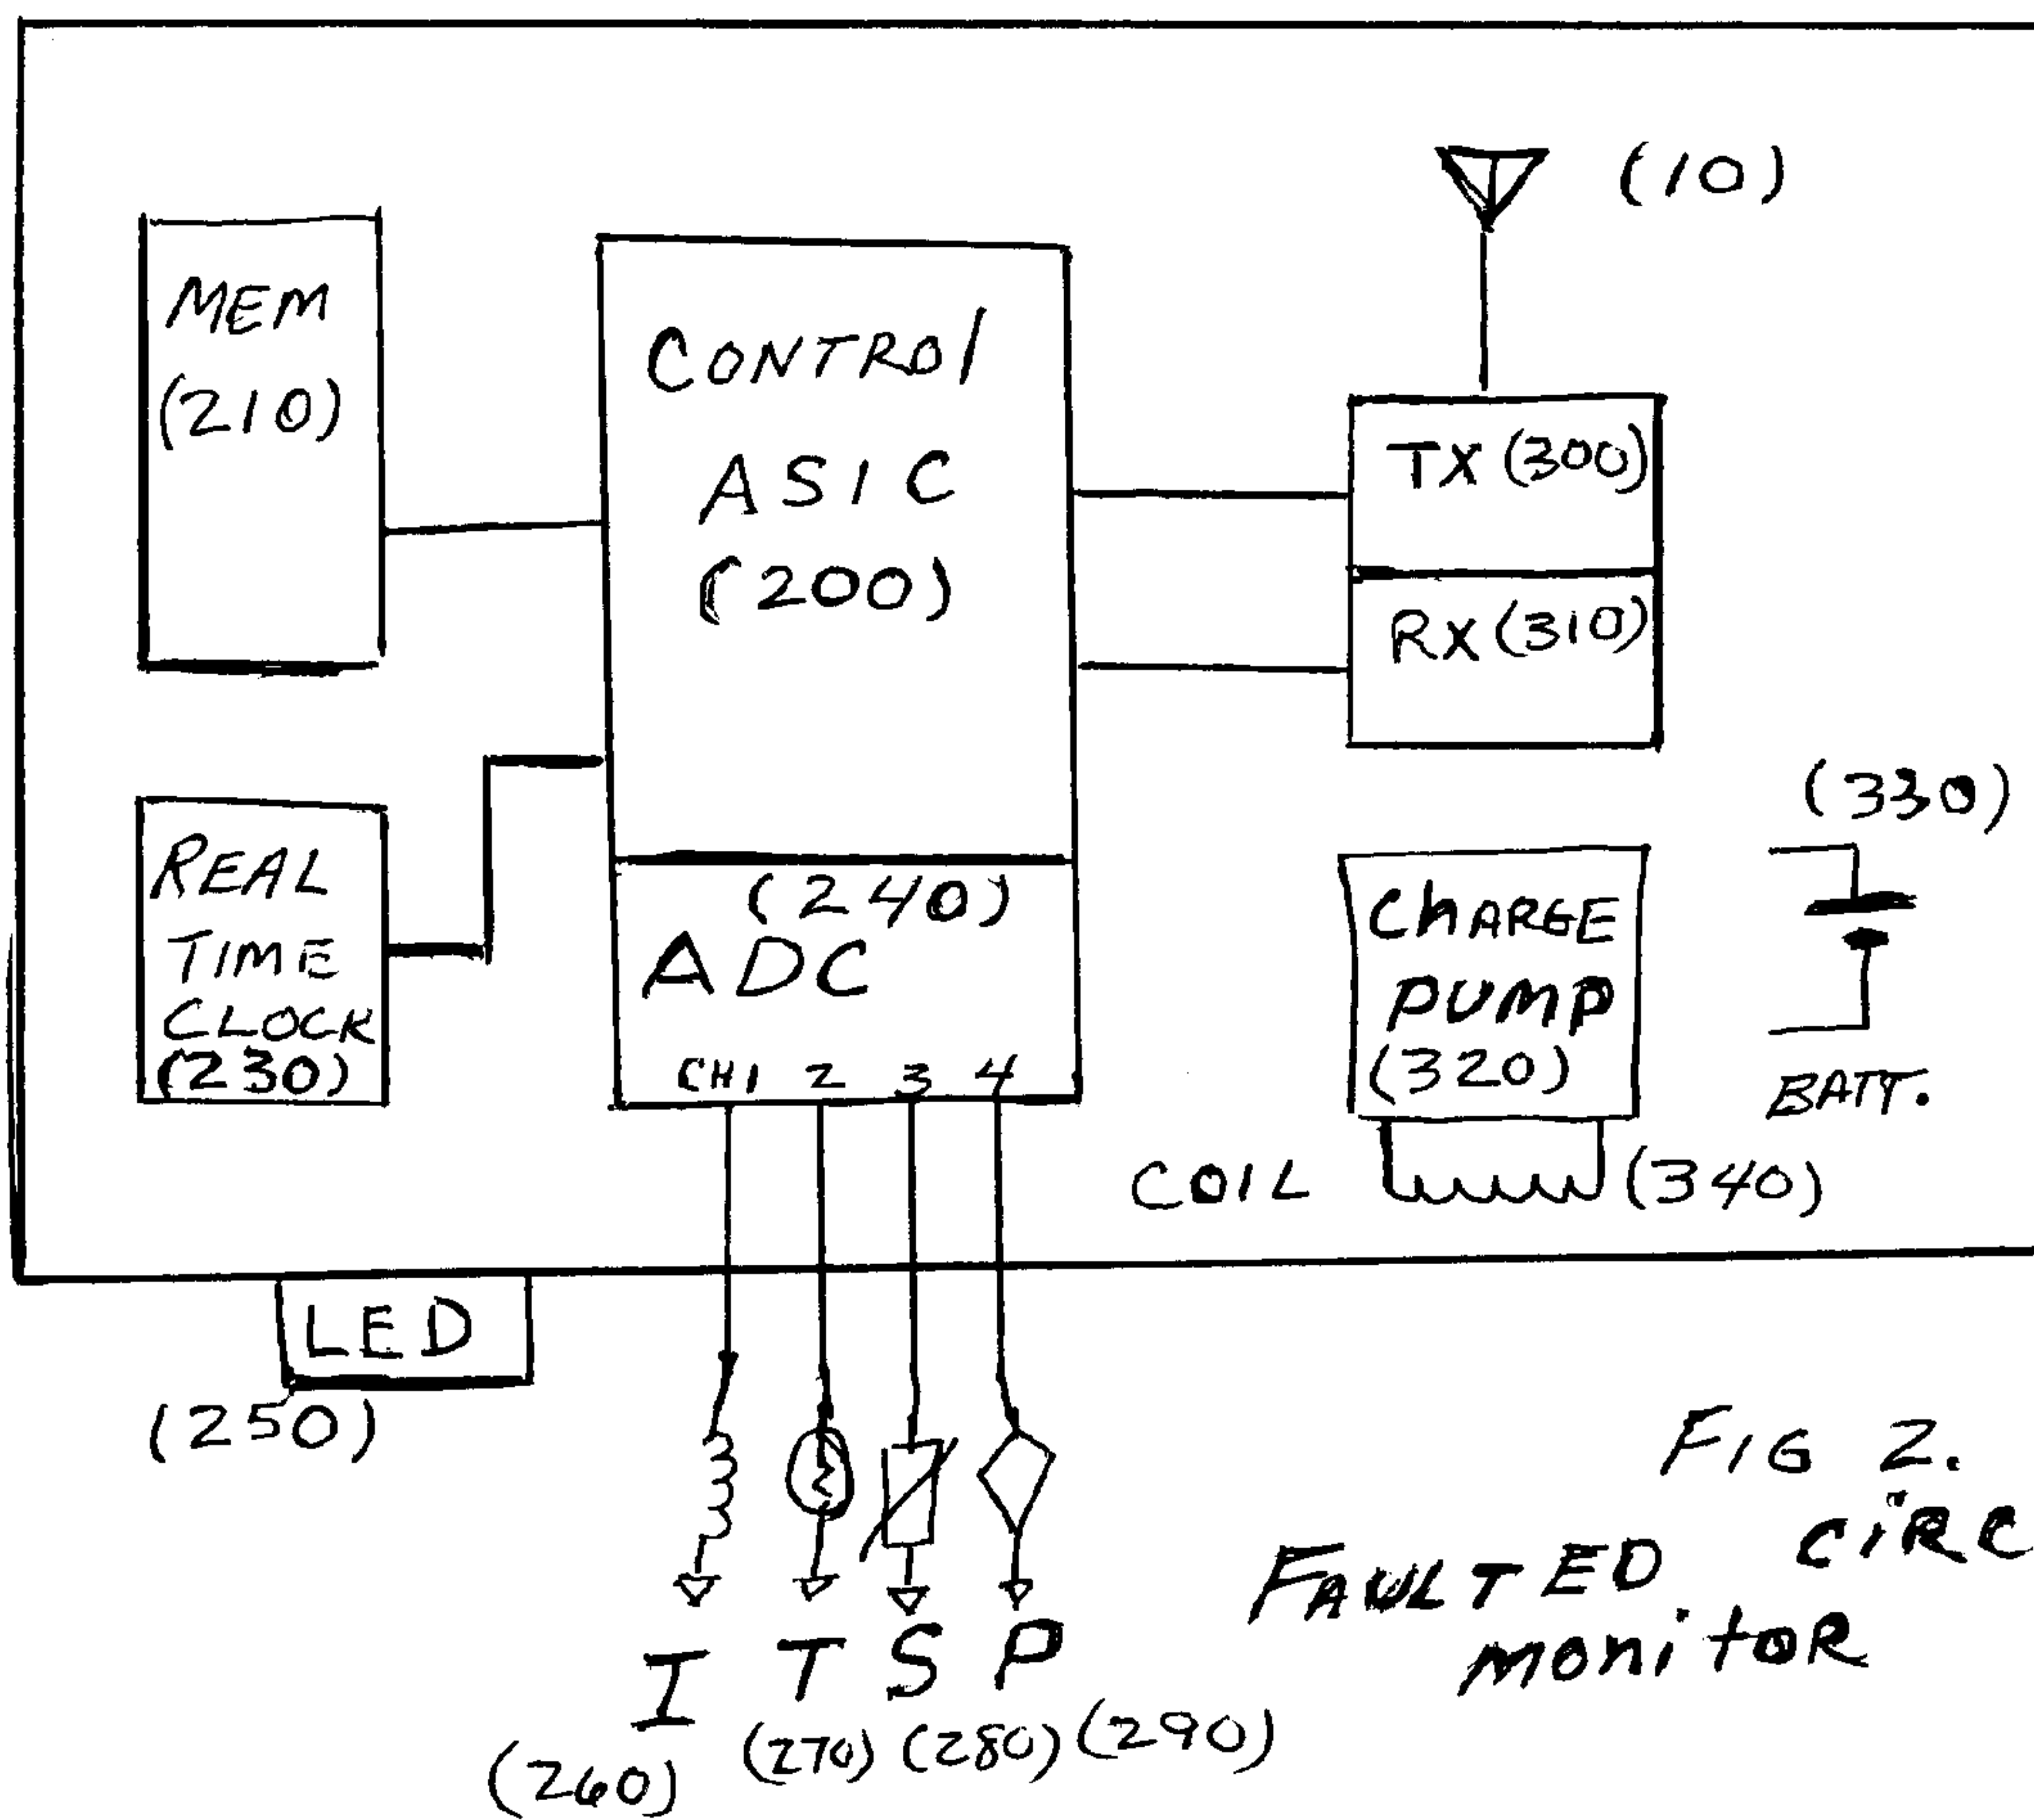 (10)
MEM
(210)
CONTROL
ASIC
(200)
TX (300)
RX (310)
REAL
TIME
CLOCK
(230)
(240)
ADC
CH1 2 3 4
CHARGE
PUMP
(320)
(330)
BATT.
COIL
(340)
LED
(250)
I T S P
(260) (270) (280) (290)
FIG 2.
FAULTED CIRC
MONITOR